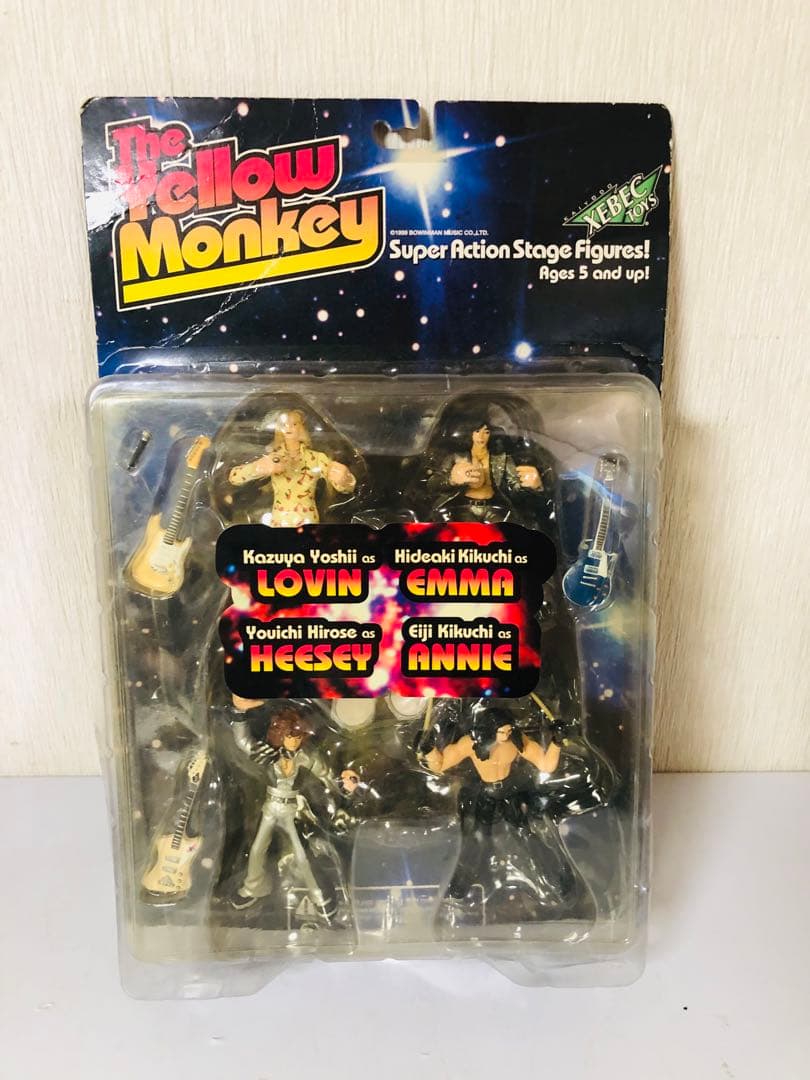 The
Yellow
Monkey
©1999 BOWINMAN MUSIC CO.,LTD.
Super Action Stage Figures!
Ages 5 and up!
KAIYODO
XEBEC
TOYS
Kazuya Yoshii as
LOVIN
Hideaki Kikuchi as
EMMA
Youichi Hirose as
HEESEY
Eiji Kikuchi as
ANNIE